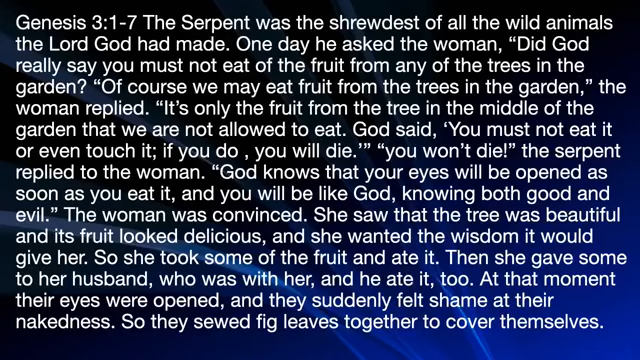 Genesis 3:1-7 The Serpent was the shrewdest of all the wild animals
the Lord God had made. One day he asked the woman, “Did God
really say you must not eat of the fruit from any of the trees in the
garden? “Of course we may eat fruit from the trees in the garden,” the
woman replied. “It’s only the fruit from the tree in the middle of the
garden that we are not allowed to eat. God said, ‘You must not eat it
or even touch it; if you do , you will die.’” “you won’t die!” the serpent
replied to the woman. “God knows that your eyes will be opened as
soon as you eat it, and you will be like God, knowing both good and
evil.” The woman was convinced. She saw that the tree was beautiful
and its fruit looked delicious, and she wanted the wisdom it would
give her. So she took some of the fruit and ate it. Then she gave some
to her husband, who was with her, and he ate it, too. At that moment
their eyes were opened, and they suddenly felt shame at their
nakedness. So they sewed fig leaves together to cover themselves.